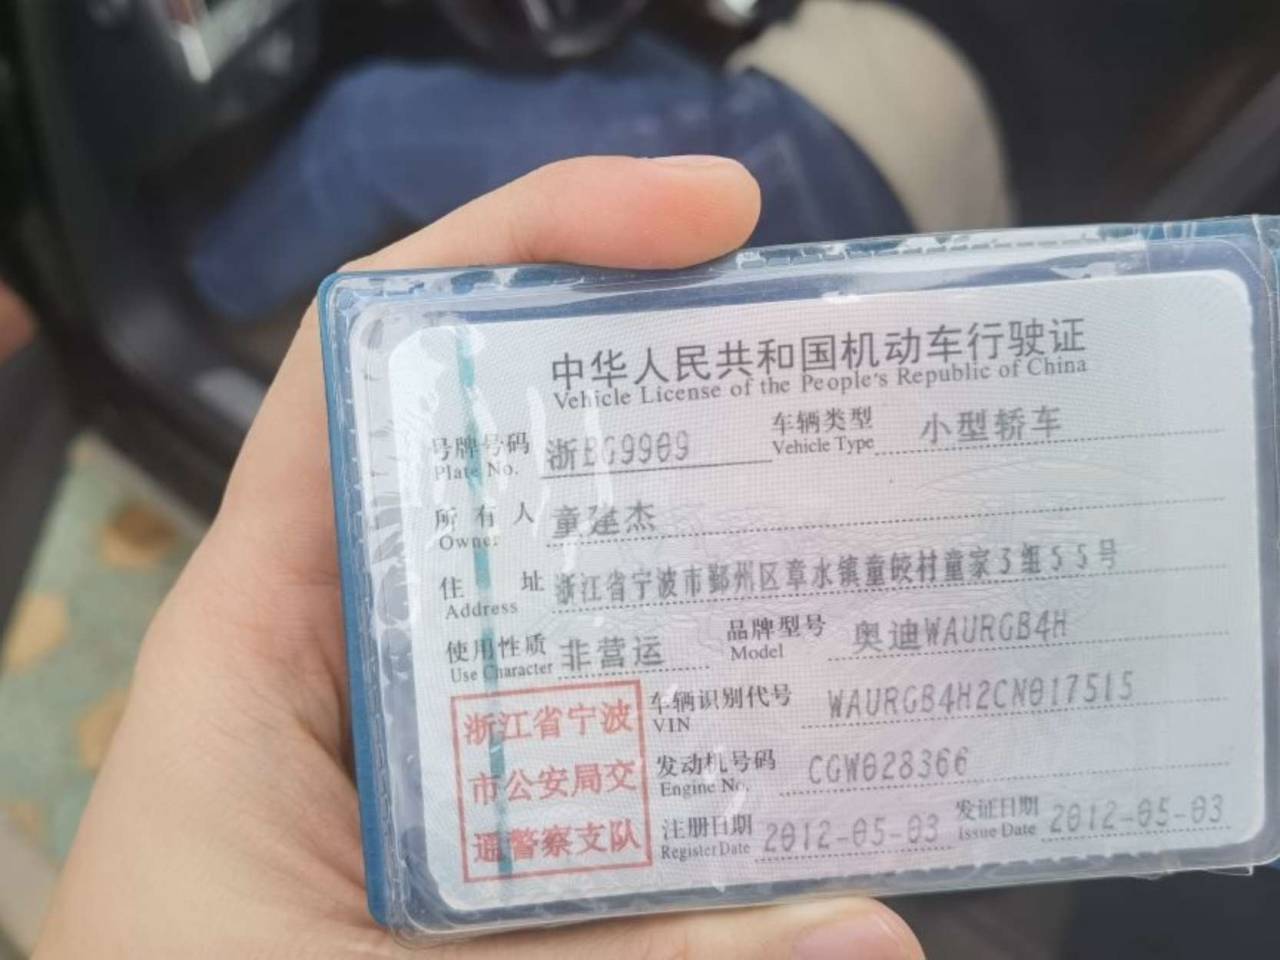 中华人民共和国机动车行驶证
Vehicle License of the People's Republic of China
号牌号码 浙BG9909 车辆类型 小型轿车
Plate No. Vehicle Type
所有人 童建杰
Owner
住址 浙江省宁波市鄞州区章水镇童皎村童家3组55号
Address
使用性质 非营运 品牌型号 奥迪WAURGB4H
Use Character Model
浙江省宁波市公安局交通警察支队
车辆识别代号 WAURGB4H2CN017515
VIN
发动机号码 CGW028366
Engine No.
注册日期 2012-05-03 发证日期 2012-05-03
Register Date Issue Date